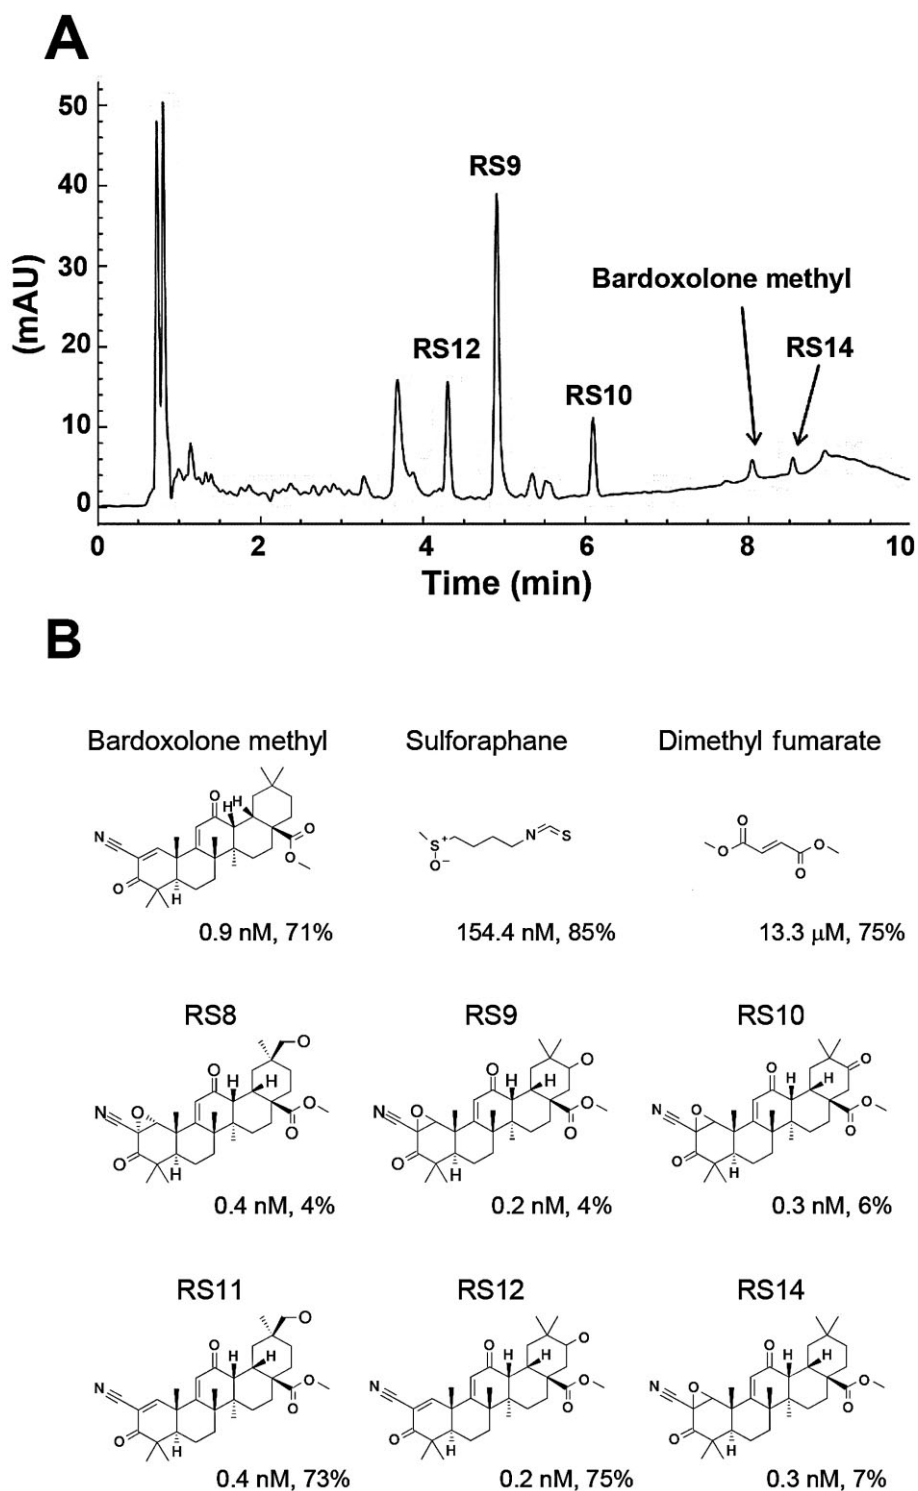 A
50
40
30
20
10
0
(mAU)
RS9
RS12
RS10
Bardoxolone methyl
RS14
0 2 4 6 8 10
Time (min)
B
Bardoxolone methyl Sulforaphane Dimethyl fumarate
O
H H
N
O
O
O
H
N S
S+
O−
O
O
O
O
0.9 nM, 71% 154.4 nM, 85% 13.3 μM, 75%
RS8 RS9 RS10
O
O
H H
N
O
O
O
O
H
O
O
H H
N
O
O
O
O
H
O
O
H H
N
O
O
O
O
H
0.4 nM, 4% 0.2 nM, 4% 0.3 nM, 6%
RS11 RS12 RS14
O
O
H H
N
O
O
O
H
O
O
H H
N
O
O
O
H
O
H H
N
O
O
O
O
H
0.4 nM, 73% 0.2 nM, 75% 0.3 nM, 7%